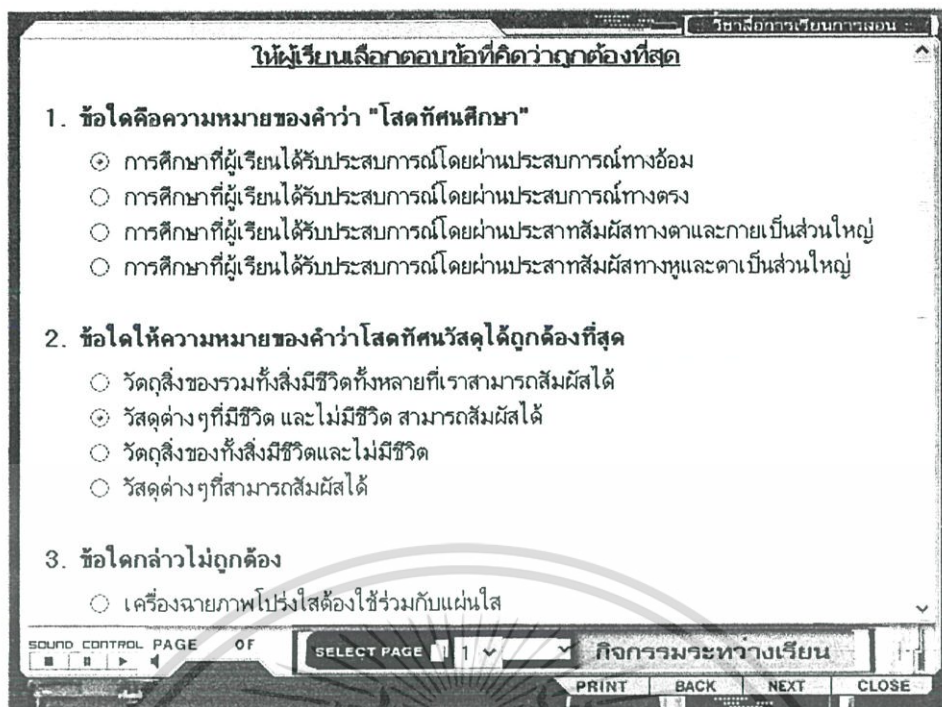 วิชาสื่อการเรียนการสอน
ให้ผู้เรียนเลือกตอบข้อที่คิดว่าถูกต้องที่สุด
1. ข้อใดคือความหมายของคำว่า "โสตทัศนศึกษา"
การศึกษาที่ผู้เรียนได้รับประสบการณ์โดยผ่านประสบการณ์ทางอ้อม
การศึกษาที่ผู้เรียนได้รับประสบการณ์โดยผ่านประสบการณ์ทางตรง
การศึกษาที่ผู้เรียนได้รับประสบการณ์โดยผ่านประสาทสัมผัสทางตาและกายเป็นส่วนใหญ่
การศึกษาที่ผู้เรียนได้รับประสบการณ์โดยผ่านประสาทสัมผัสทางหูและตาเป็นส่วนใหญ่
2. ข้อใดให้ความหมายของคำว่าโสตทัศนวัสดุได้ถูกต้องที่สุด
วัตถุสิ่งของรวมทั้งสิ่งมีชีวิตทั้งหลายที่เราสามารถสัมผัสได้
วัสดุต่างๆที่มีชีวิต และไม่มีชีวิต สามารถสัมผัสได้
วัตถุสิ่งของทั้งสิ่งมีชีวิตและไม่มีชีวิต
วัสดุต่างๆที่สามารถสัมผัสได้
3. ข้อใดกล่าวไม่ถูกต้อง
เครื่องฉายภาพโปร่งใสต้องใช้ร่วมกับแผ่นใส
SOUND CONTROL PAGE OF
SELECT PAGE 1 กิจกรรมระหว่างเรียน
PRINT BACK NEXT CLOSE